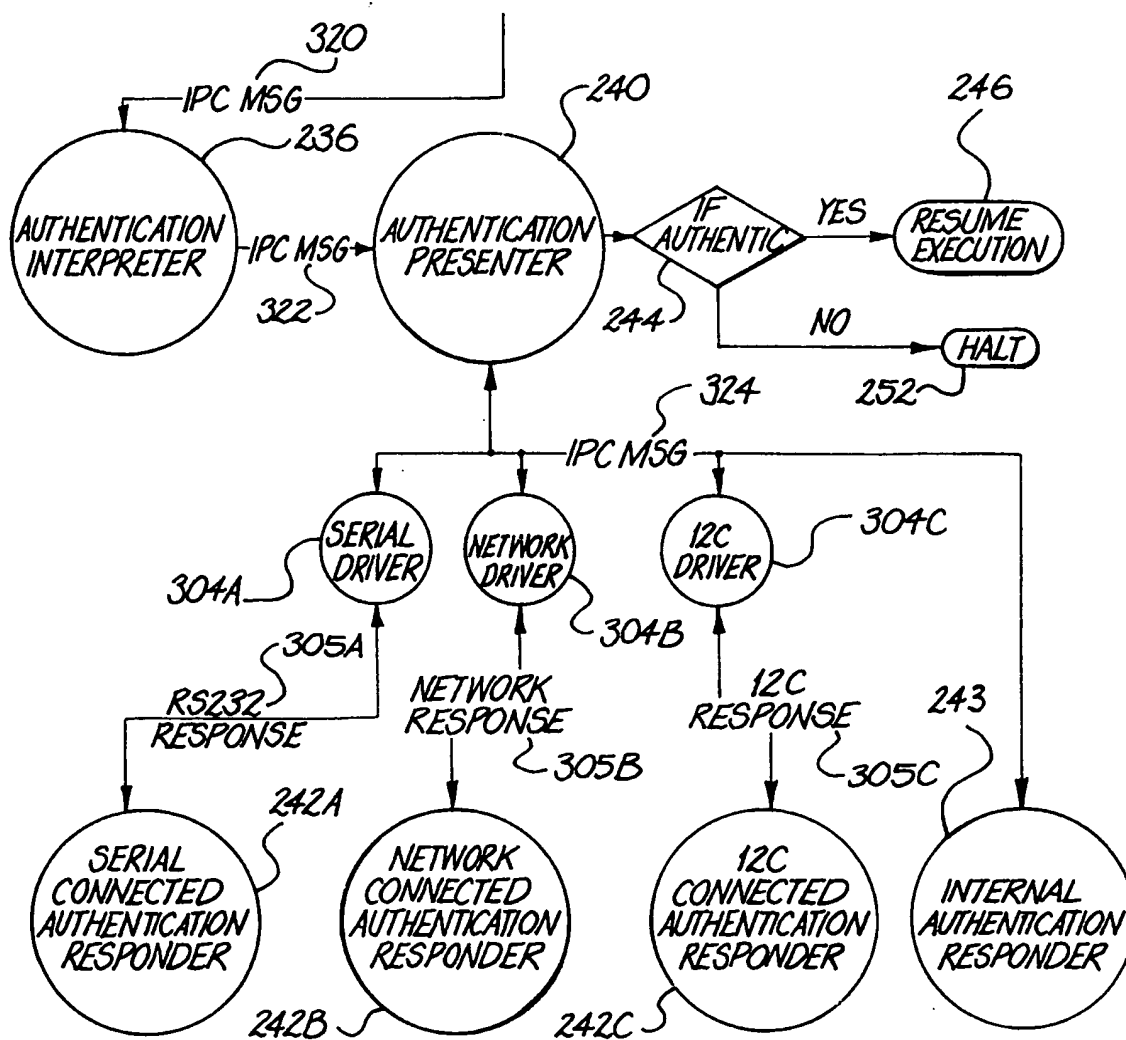 320
IPC MSG
236
240
246
AUTHENTICATION
INTERPRETER
IPC MSG
322
AUTHENTICATION
PRESENTER
IF
AUTHENTIC
244
YES
RESUME
EXECUTION
NO
HALT
252
324
IPC MSG
SERIAL
DRIVER
304A
NETWORK
DRIVER
304B
12C
DRIVER
304C
305A
RS232
RESPONSE
NETWORK
RESPONSE
305B
12C
RESPONSE
305C
243
242A
SERIAL
CONNECTED
AUTHENTICATION
RESPONDER
NETWORK
CONNECTED
AUTHENTICATION
RESPONDER
242B
12C
CONNECTED
AUTHENTICATION
RESPONDER
242C
INTERNAL
AUTHENTICATION
RESPONDER